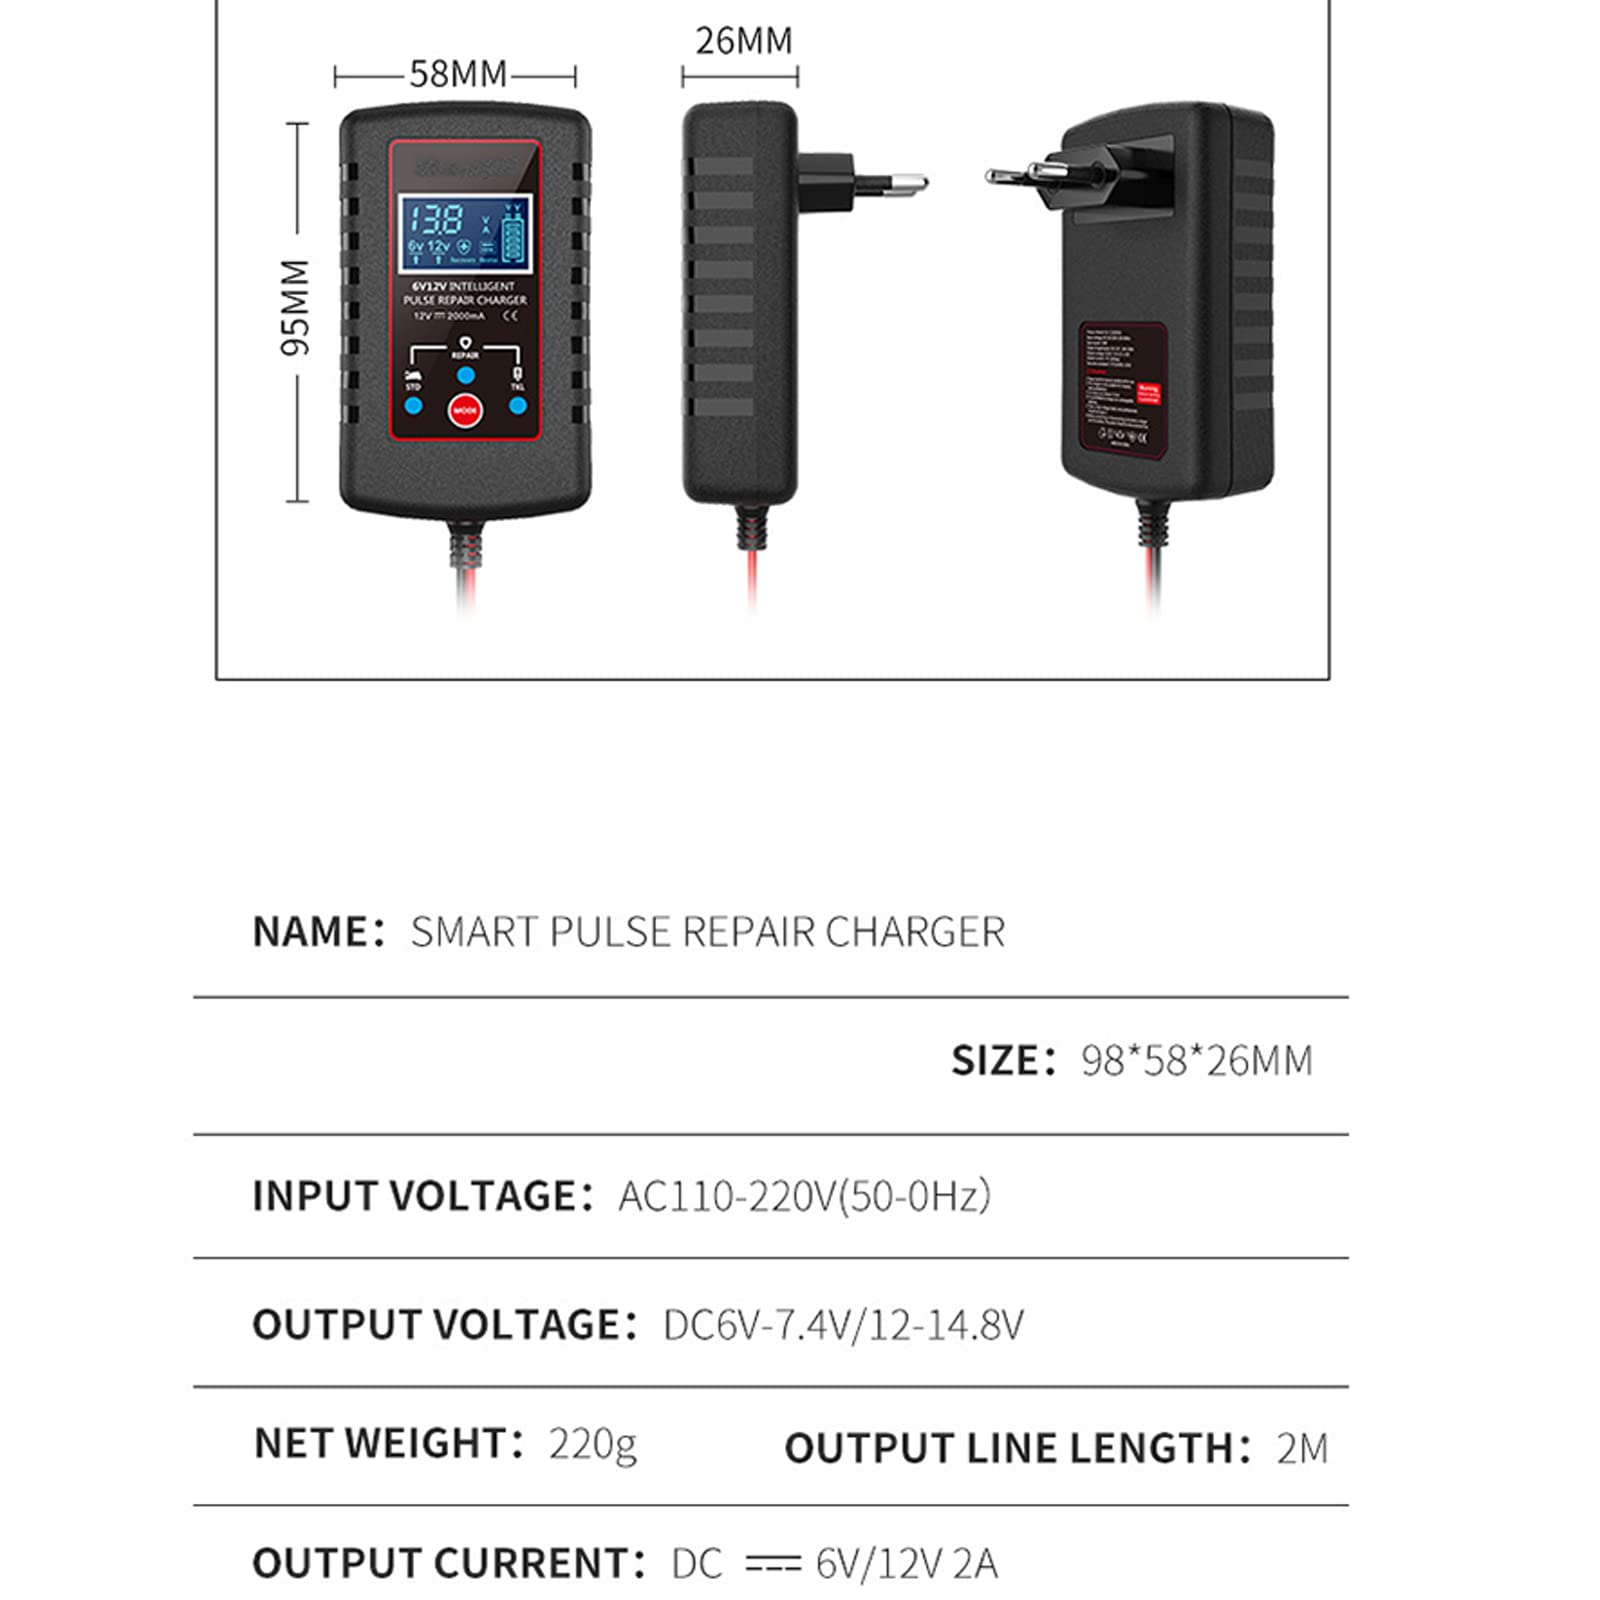 58MM
26MM
95MM
13.8
V
A
6v 12v
Recovery Normal
6V12V INTELLIGENT
PULSE REPAIR CHARGER
12V 2000mA CE
REPAIR
STD
TKL
MODE
NAME： SMART PULSE REPAIR CHARGER
SIZE： 98*58*26MM
INPUT VOLTAGE： AC110-220V(50-0Hz）
OUTPUT VOLTAGE： DC6V-7.4V/12-14.8V
NET WEIGHT： 220g
OUTPUT LINE LENGTH： 2M
OUTPUT CURRENT： DC ⎓ 6V/12V 2A